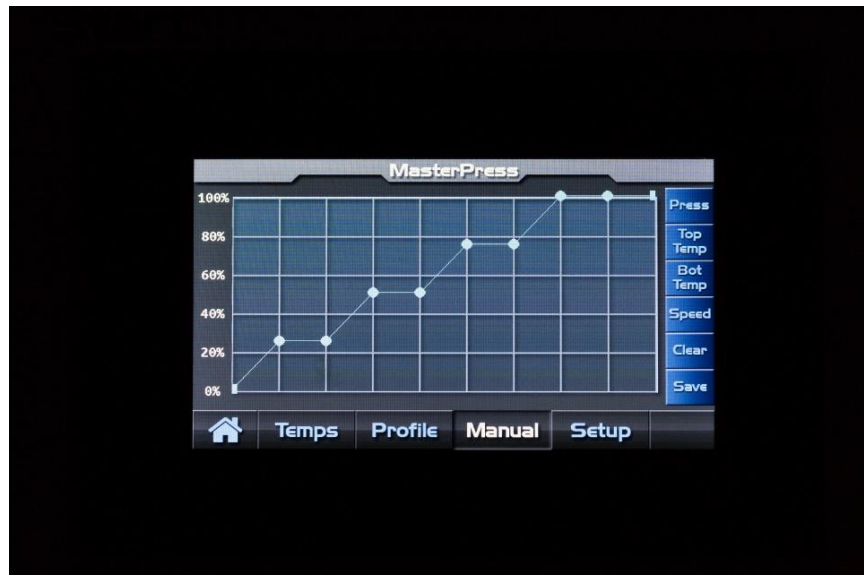 MasterPress
100%
80%
60%
40%
20%
0%
Press
Top
Temp
Bot
Temp
Speed
Clear
Save
Temps Profile Manual Setup